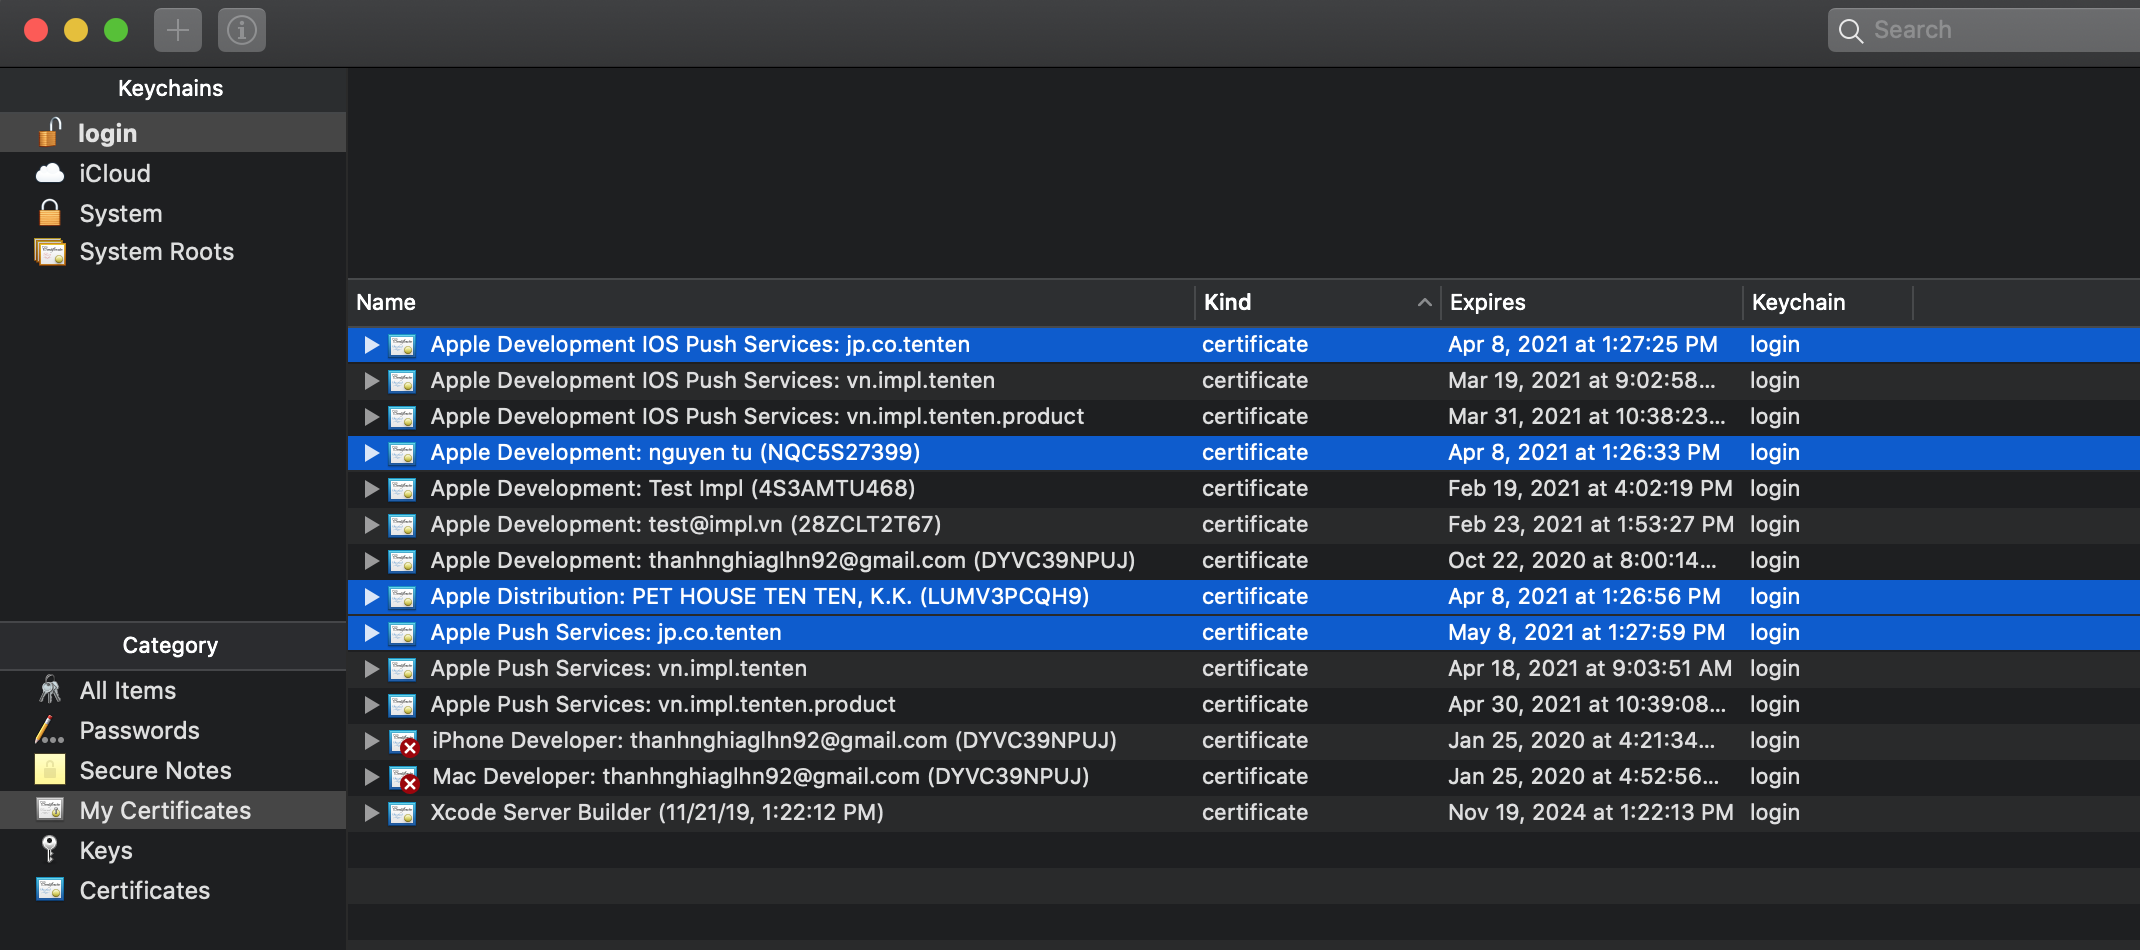 Search
Keychains
login
iCloud
System
System Roots
Name Kind Expires Keychain
Apple Development IOS Push Services: jp.co.tenten certificate Apr 8, 2021 at 1:27:25 PM login
Apple Development IOS Push Services: vn.impl.tenten certificate Mar 19, 2021 at 9:02:58... login
Apple Development IOS Push Services: vn.impl.tenten.product certificate Mar 31, 2021 at 10:38:23... login
Apple Development: nguyen tu (NQC5S27399) certificate Apr 8, 2021 at 1:26:33 PM login
Apple Development: Test Impl (4S3AMTU468) certificate Feb 19, 2021 at 4:02:19 PM login
Apple Development: test@impl.vn (28ZCLT2T67) certificate Feb 23, 2021 at 1:53:27 PM login
Apple Development: thanhnghiaglhn92@gmail.com (DYVC39NPUJ) certificate Oct 22, 2020 at 8:00:14... login
Apple Distribution: PET HOUSE TEN TEN, K.K. (LUMV3PCQH9) certificate Apr 8, 2021 at 1:26:56 PM login
Apple Push Services: jp.co.tenten certificate May 8, 2021 at 1:27:59 PM login
Apple Push Services: vn.impl.tenten certificate Apr 18, 2021 at 9:03:51 AM login
Apple Push Services: vn.impl.tenten.product certificate Apr 30, 2021 at 10:39:08... login
iPhone Developer: thanhnghiaglhn92@gmail.com (DYVC39NPUJ) certificate Jan 25, 2020 at 4:21:34... login
Mac Developer: thanhnghiaglhn92@gmail.com (DYVC39NPUJ) certificate Jan 25, 2020 at 4:52:56... login
Xcode Server Builder (11/21/19, 1:22:12 PM) certificate Nov 19, 2024 at 1:22:13 PM login
Category
All Items
Passwords
Secure Notes
My Certificates
Keys
Certificates